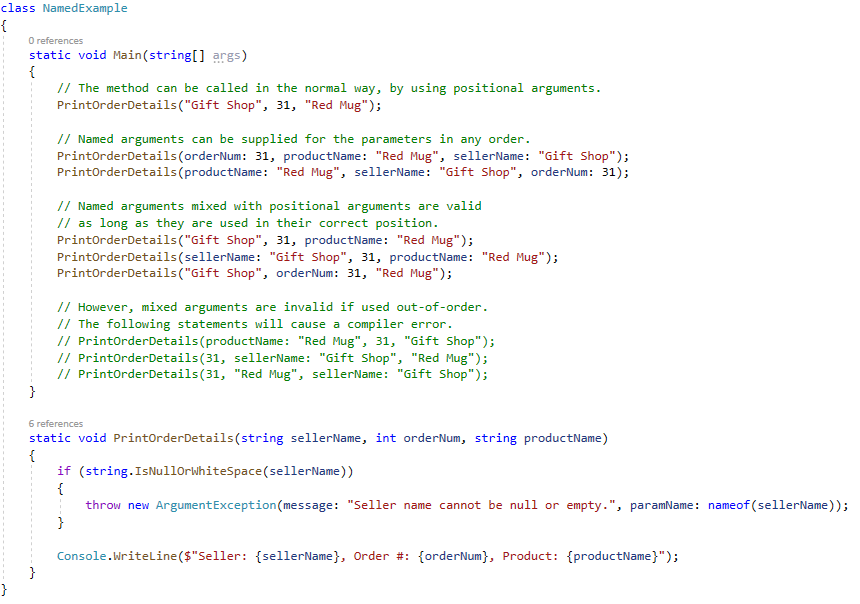 class NamedExample
{
0 references
static void Main(string[] args)
{
// The method can be called in the normal way, by using positional arguments.
PrintOrderDetails("Gift Shop", 31, "Red Mug");
// Named arguments can be supplied for the parameters in any order.
PrintOrderDetails(orderNum: 31, productName: "Red Mug", sellerName: "Gift Shop");
PrintOrderDetails(productName: "Red Mug", sellerName: "Gift Shop", orderNum: 31);
// Named arguments mixed with positional arguments are valid
// as long as they are used in their correct position.
PrintOrderDetails("Gift Shop", 31, productName: "Red Mug");
PrintOrderDetails(sellerName: "Gift Shop", 31, productName: "Red Mug");
PrintOrderDetails("Gift Shop", orderNum: 31, "Red Mug");
// However, mixed arguments are invalid if used out-of-order.
// The following statements will cause a compiler error.
// PrintOrderDetails(productName: "Red Mug", 31, "Gift Shop");
// PrintOrderDetails(31, sellerName: "Gift Shop", "Red Mug");
// PrintOrderDetails(31, "Red Mug", sellerName: "Gift Shop");
}
6 references
static void PrintOrderDetails(string sellerName, int orderNum, string productName)
{
if (string.IsNullOrWhiteSpace(sellerName))
{
throw new ArgumentException(message: "Seller name cannot be null or empty.", paramName: nameof(sellerName));
}
Console.WriteLine($"Seller: {sellerName}, Order #: {orderNum}, Product: {productName}");
}
}